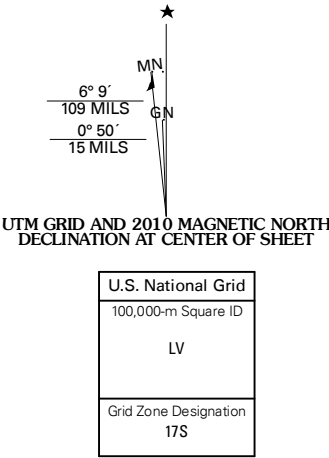 ★
MN
6° 9´
109 MILS
GN
0° 50´
15 MILS
UTM GRID AND 2010 MAGNETIC NORTH
DECLINATION AT CENTER OF SHEET
U.S. National Grid
100,000-m Square ID
LV
Grid Zone Designation
17S